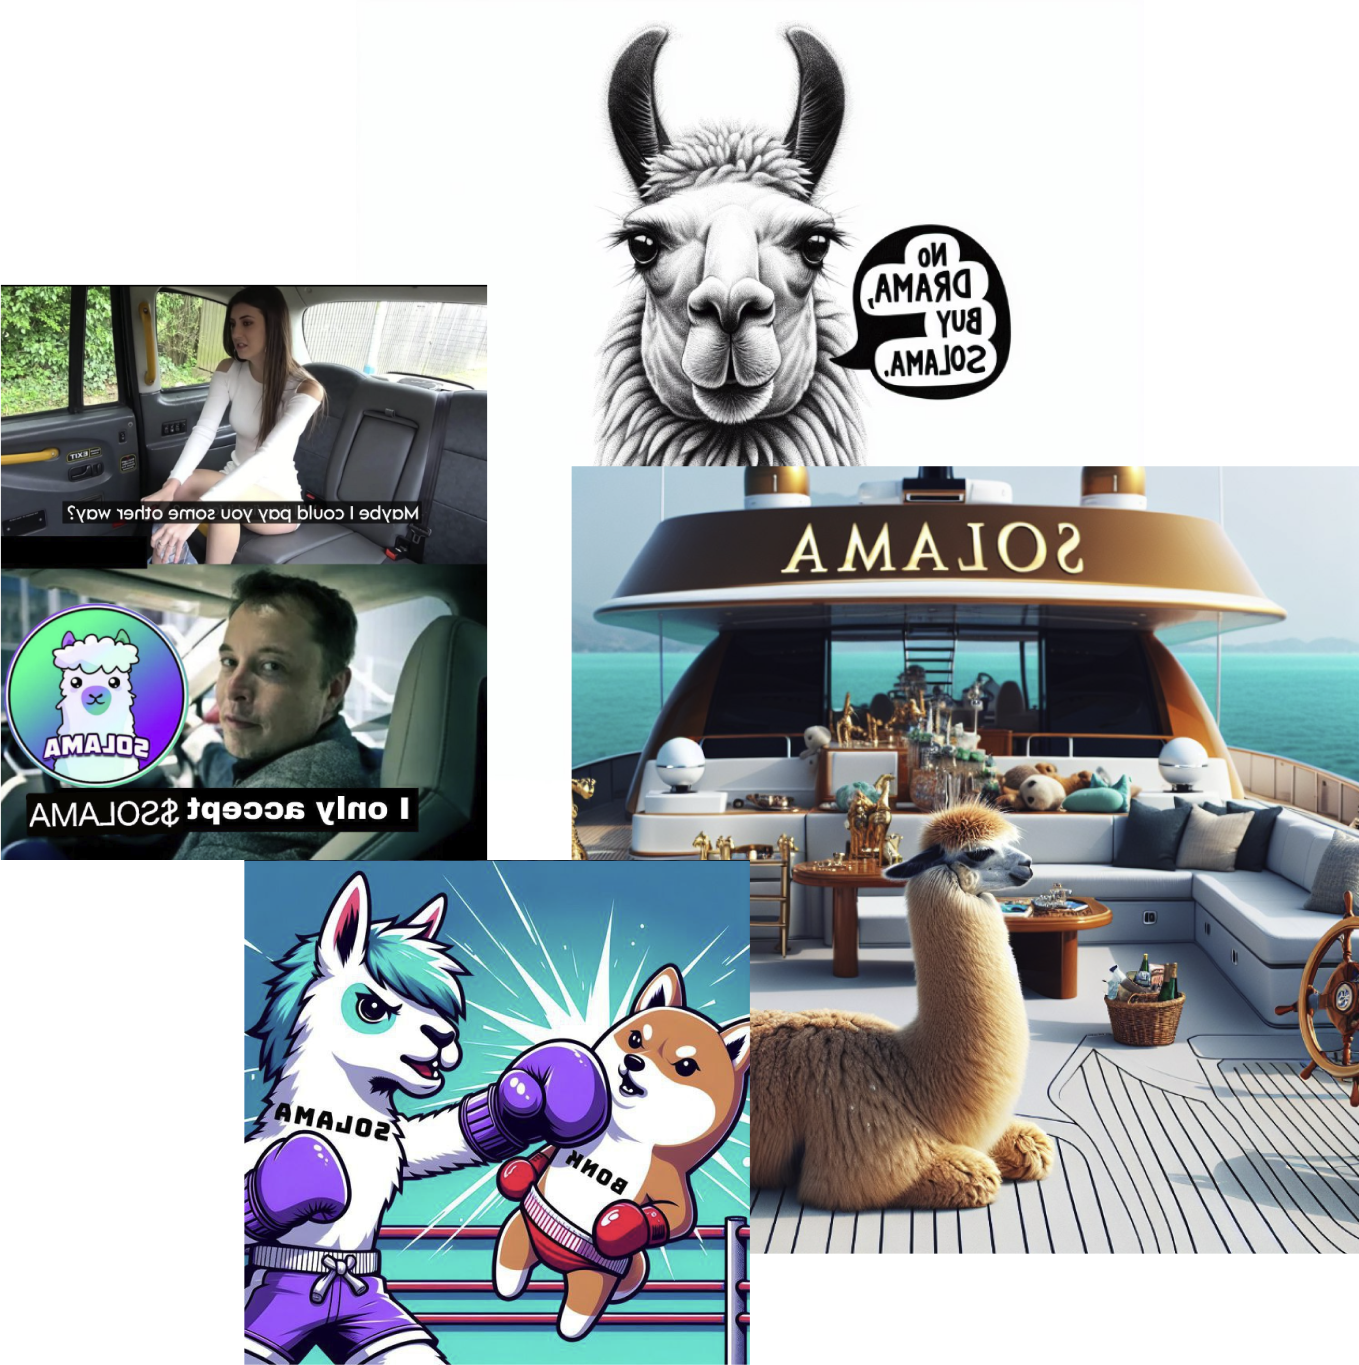 NO
DRAMA,
BUY
SOLAMA.
EXIT
Maybe I could pay you some other way?
SOLAMA
I only accept $SOLAMA
SOLAMA
SOLAMA
BONK